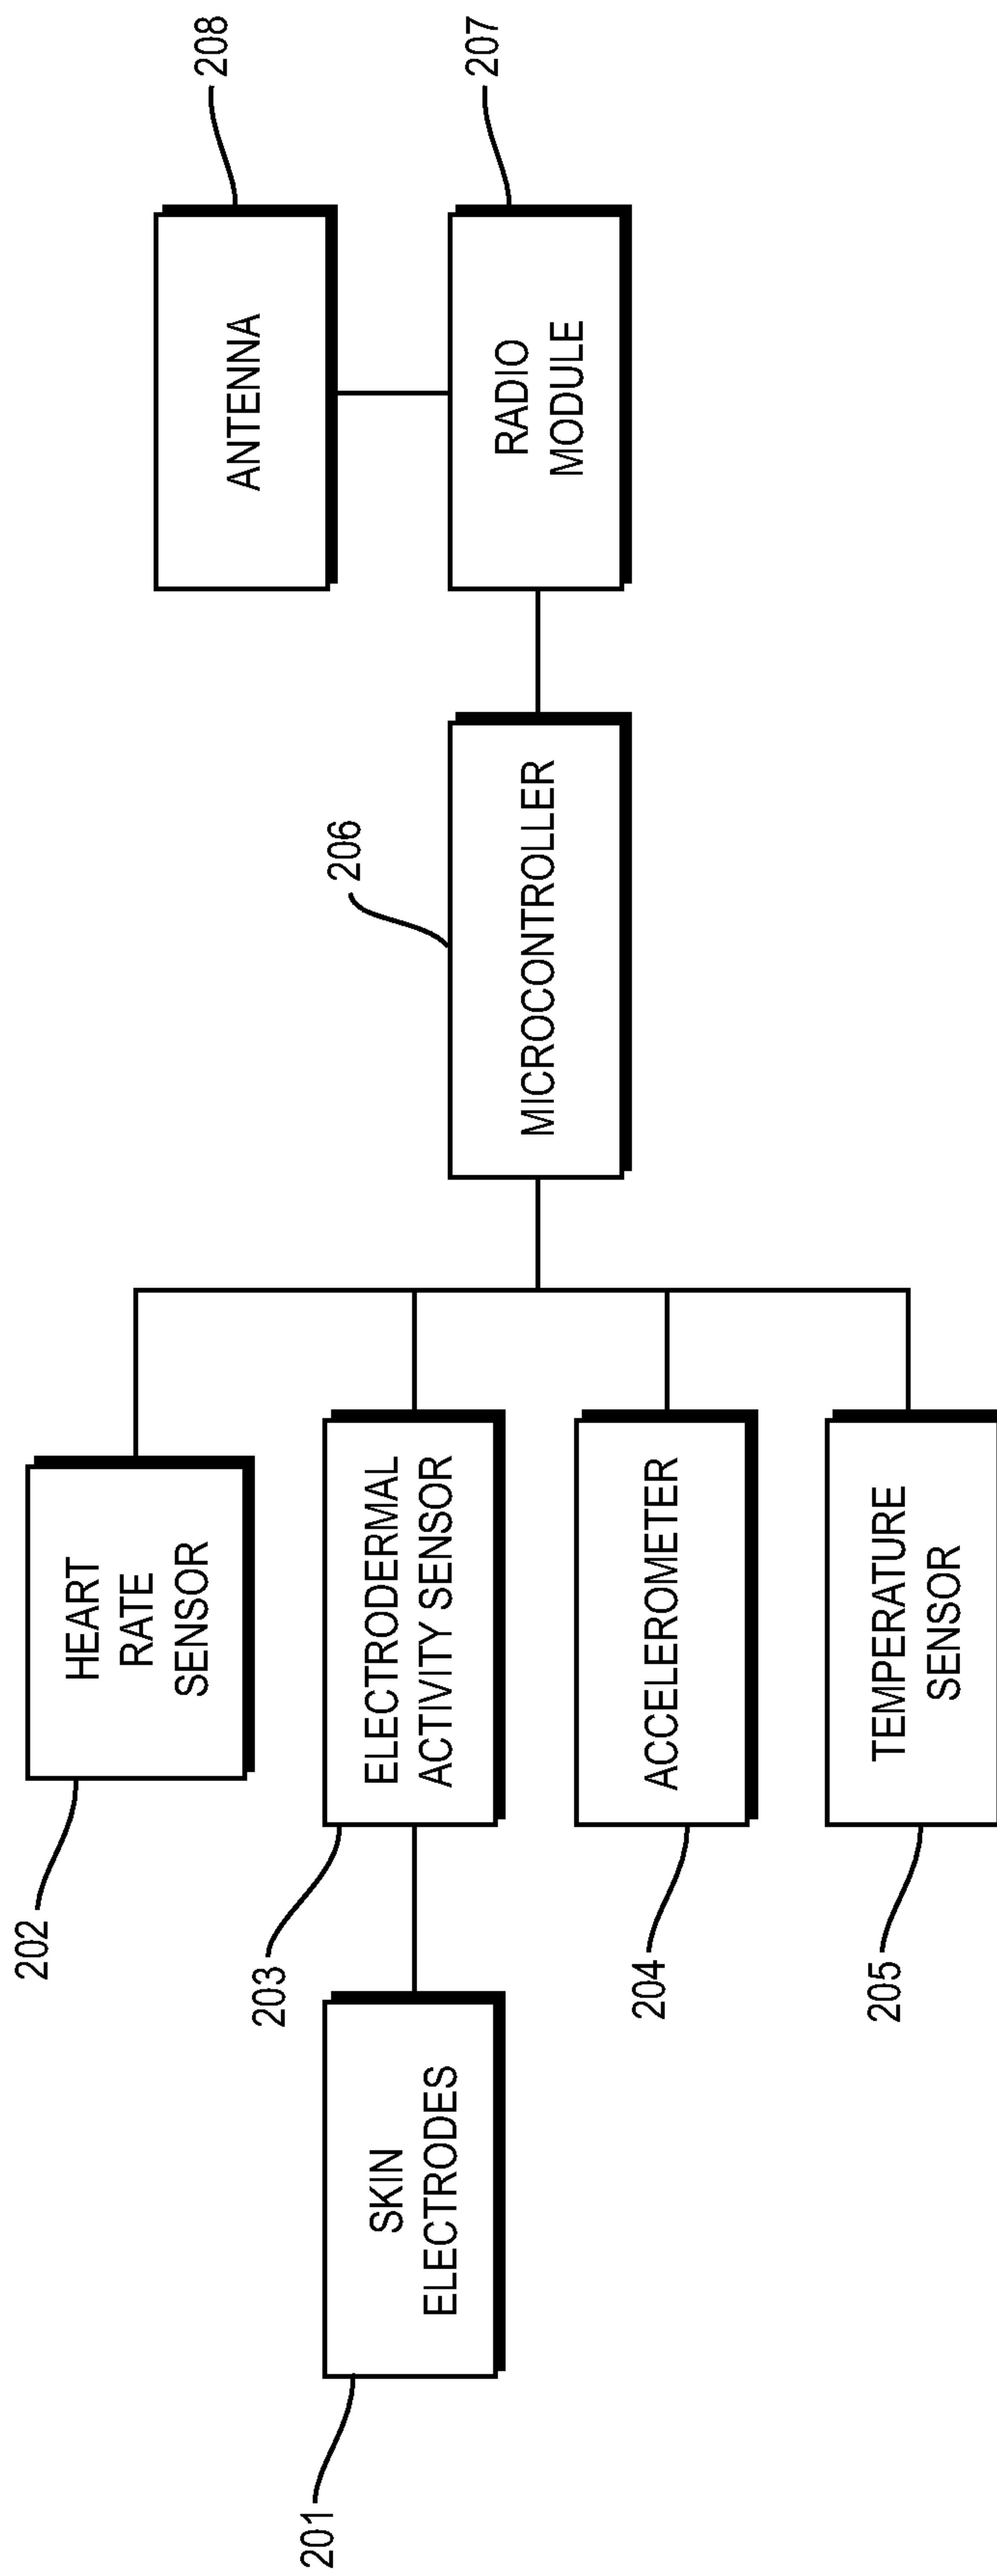 202
HEART
RATE
SENSOR
208
ANTENNA
201
SKIN
ELECTRODES
203
ELECTRODERMAL
ACTIVITY SENSOR
206
MICROCONTROLLER
207
RADIO
MODULE
204
ACCELEROMETER
205
TEMPERATURE
SENSOR